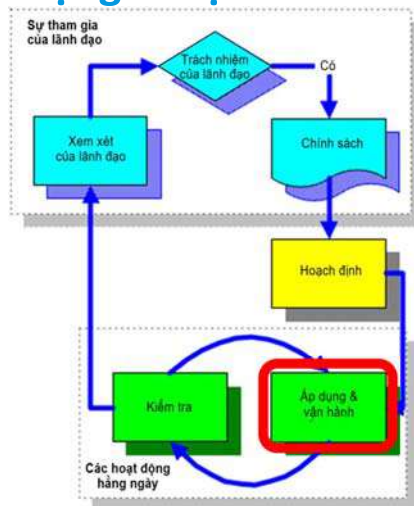 Sự tham gia
của lãnh đạo
Trách nhiệm
của lãnh đạo
Có
Xem xét
của lãnh đạo
Chính sách
Hoạch định
Kiểm tra
Áp dụng &
vận hành
Các hoạt động
hằng ngày